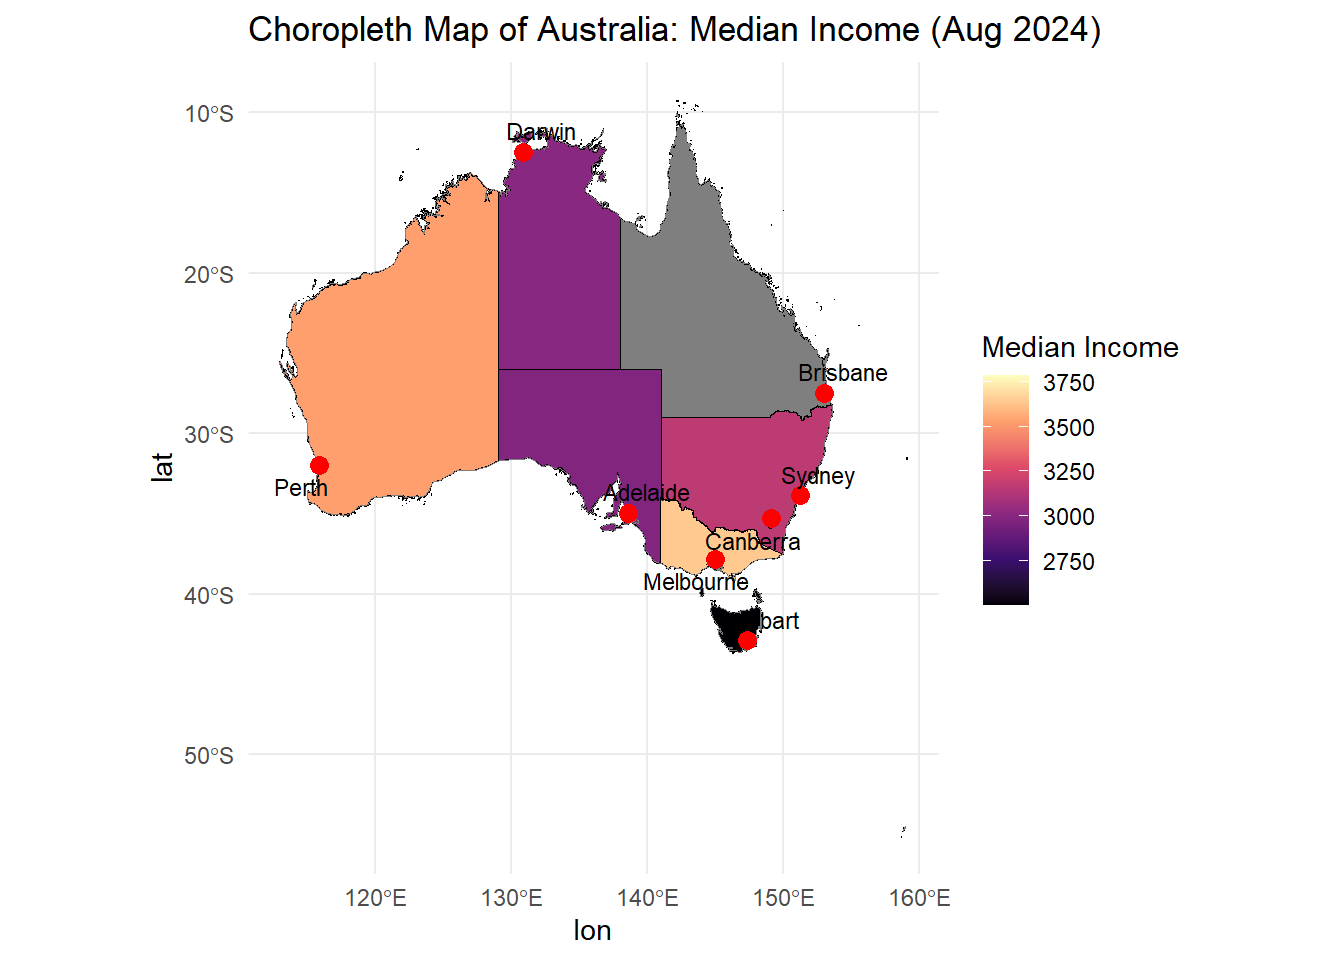 Choropleth Map of Australia: Median Income (Aug 2024)
10°S
20°S
30°S
40°S
50°S
lat
Darwin
Brisbane
Perth
Adelaide
Sydney
Canberra
Melbourne
bart
120°E
130°E
140°E
150°E
160°E
lon
Median Income
3750
3500
3250
3000
2750